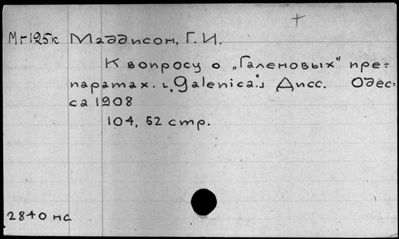 Мг125к Маддисон, Г. И.
К вопросу о „Галеновых" пре-
паратах. ˪„Galenica".˩ Дисс. Одес-
са 1908
104, 52 стр.
2840 нс